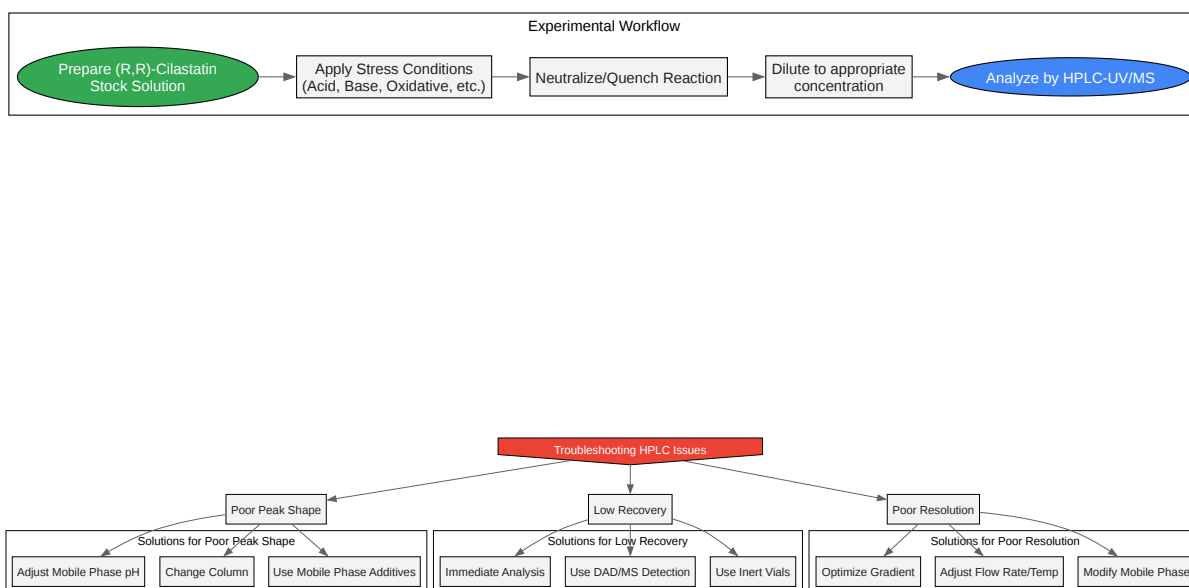 Experimental Workflow
Prepare (R,R)-Cilastatin
Stock Solution
Apply Stress Conditions
(Acid, Base, Oxidative, etc.)
Neutralize/Quench Reaction
Dilute to appropriate
concentration
Analyze by HPLC-UV/MS
Troubleshooting HPLC Issues
Poor Peak Shape
Low Recovery
Poor Resolution
Solutions for Poor Peak Shape
Adjust Mobile Phase pH
Change Column
Use Mobile Phase Additives
Solutions for Low Recovery
Immediate Analysis
Use DAD/MS Detection
Use Inert Vials
Solutions for Poor Resolution
Optimize Gradient
Adjust Flow Rate/Temp
Modify Mobile Phase